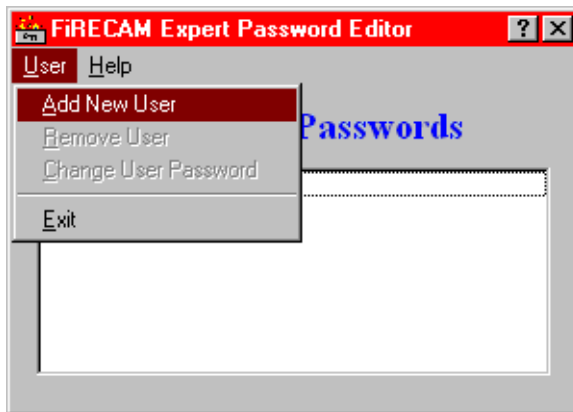 FiRECAM Expert Password Editor
User Help
Add New User
Remove User
Change User Password
Exit
Passwords